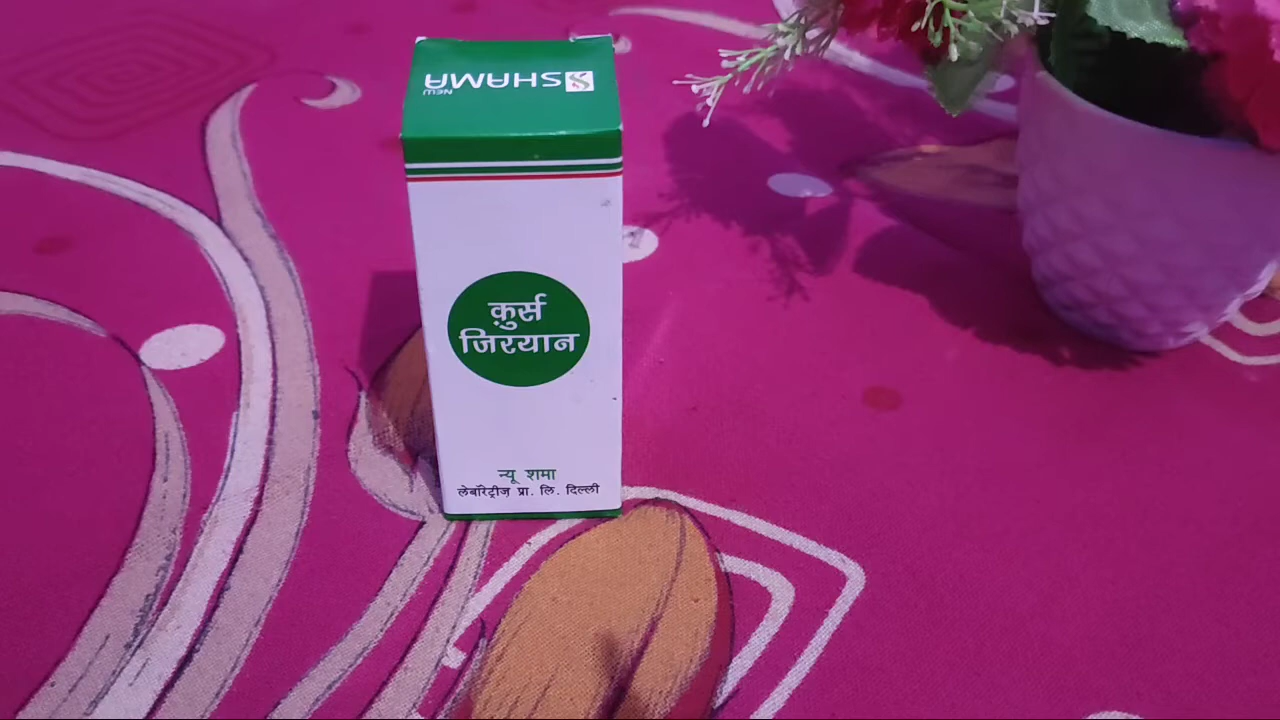 NEW SHAMA
क़ुर्स
जिरयान
न्यू शमा
लेबॉरेट्रीज़ प्रा. लि. दिल्ली